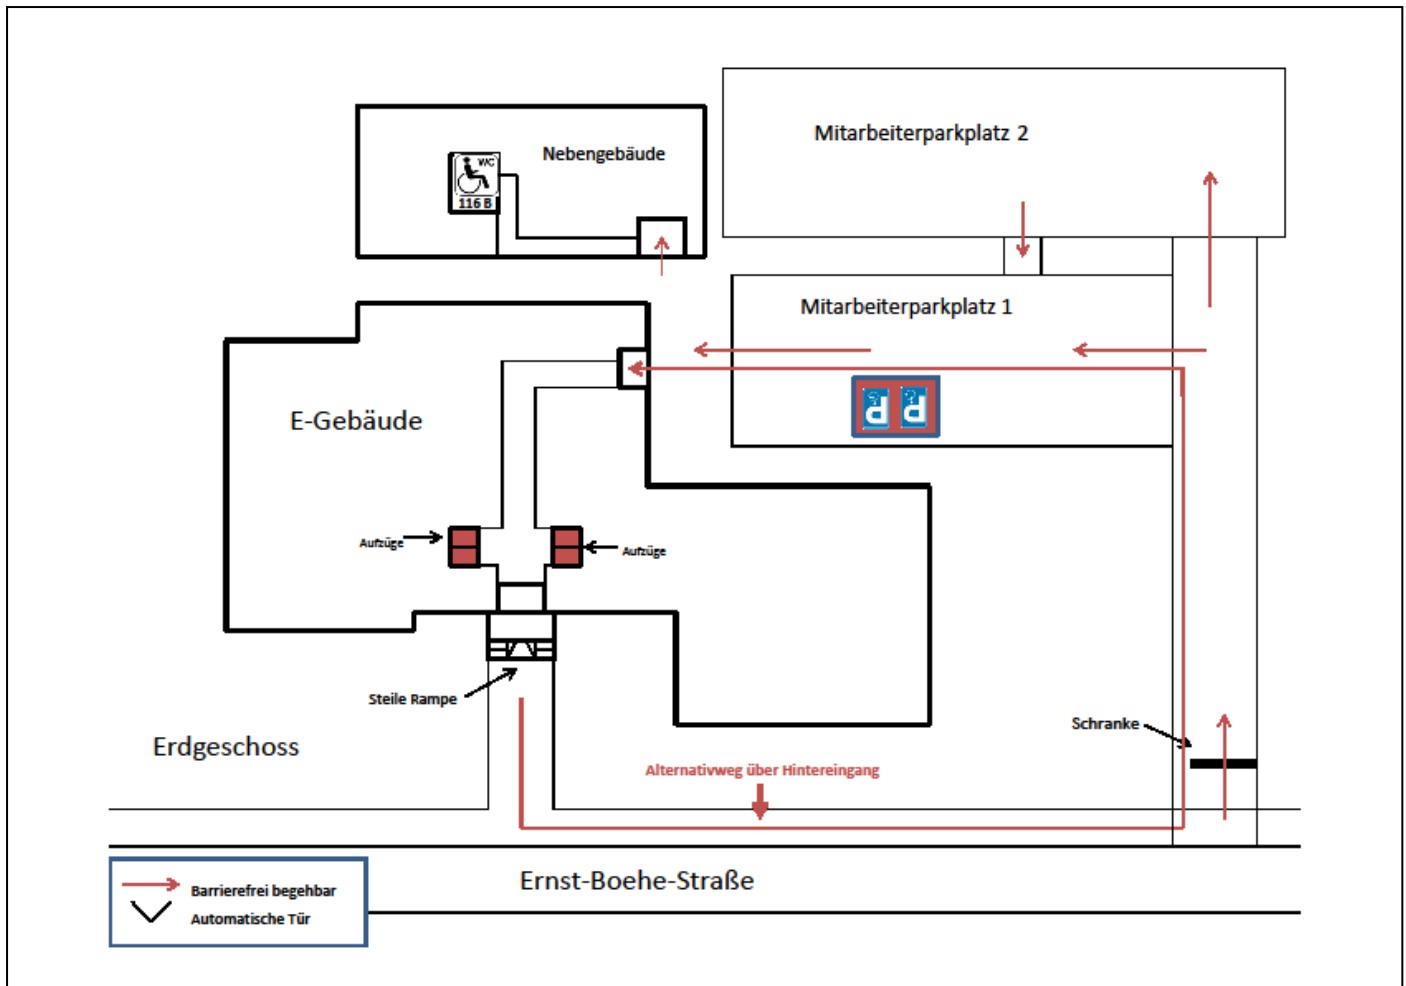 Mitarbeiterparkplatz 2
Nebengebäude
WC
116 B
Mitarbeiterparkplatz 1
P
P
E-Gebäude
Aufzüge
Aufzüge
Steile Rampe
Schranke
Erdgeschoss
Alternativweg über Hintereingang
Ernst-Boehe-Straße
Barrierefrei begehbar
Automatische Tür